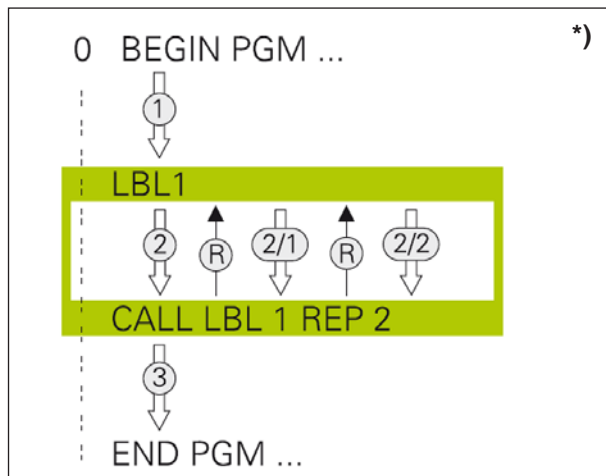 *)
0 BEGIN PGM ...
1
LBL1
2 R 2/1 R 2/2
CALL LBL 1 REP 2
3
END PGM ...